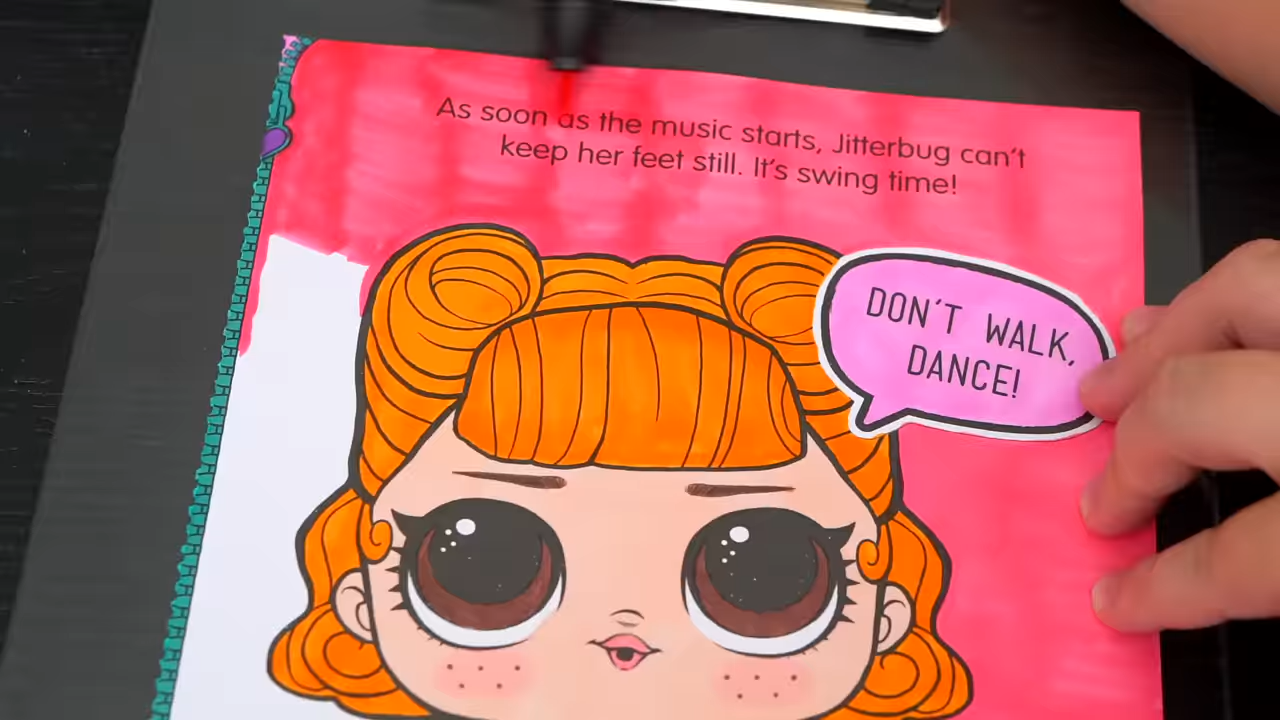 As soon as the music starts, Jitterbug can't
keep her feet still. It's swing time!
DON'T WALK,
DANCE!